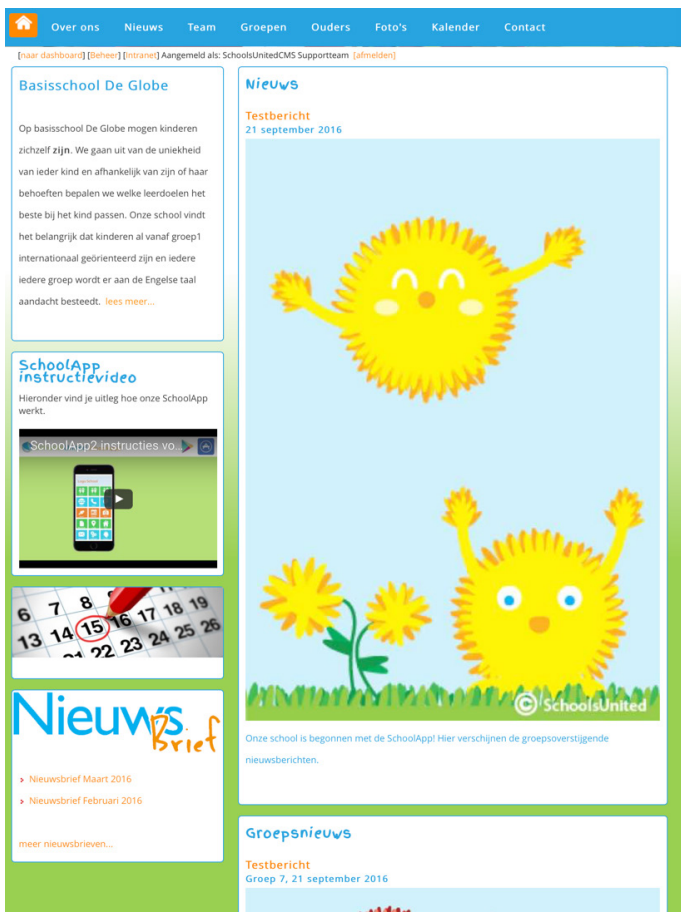 Over ons Nieuws Team Groepen Ouders Foto's Kalender Contact
[naar dashboard] [Beheer] [Intranet] Aangemeld als: SchoolsUnitedCMS Supportteam [afmelden]
Basisschool De Globe
Op basisschool De Globe mogen kinderen
zichzelf zijn. We gaan uit van de uniekheid
van ieder kind en afhankelijk van zijn of haar
behoeften bepalen we welke leerdoelen het
beste bij het kind passen. Onze school vindt
het belangrijk dat kinderen al vanaf groep1
internationaal georiënteerd zijn en iedere
iedere groep wordt er aan de Engelse taal
aandacht besteedt. lees meer...
SchoolApp
instructievideo
Hieronder vind je uitleg hoe onze SchoolApp
werkt.
SchoolApp2 instructies vo...
6 7 8
13 14 15 16 17 18 19
21 22 23 24 25 26
Nieuws
Brief
Nieuwsbrief Maart 2016
Nieuwsbrief Februari 2016
meer nieuwsbrieven...
Nieuws
Testbericht
21 september 2016
© SchoolsUnited
Onze school is begonnen met de SchoolApp! Hier verschijnen de groepsoverstijgende
nieuwsberichten.
Groepsnieuws
Testbericht
Groep 7, 21 september 2016